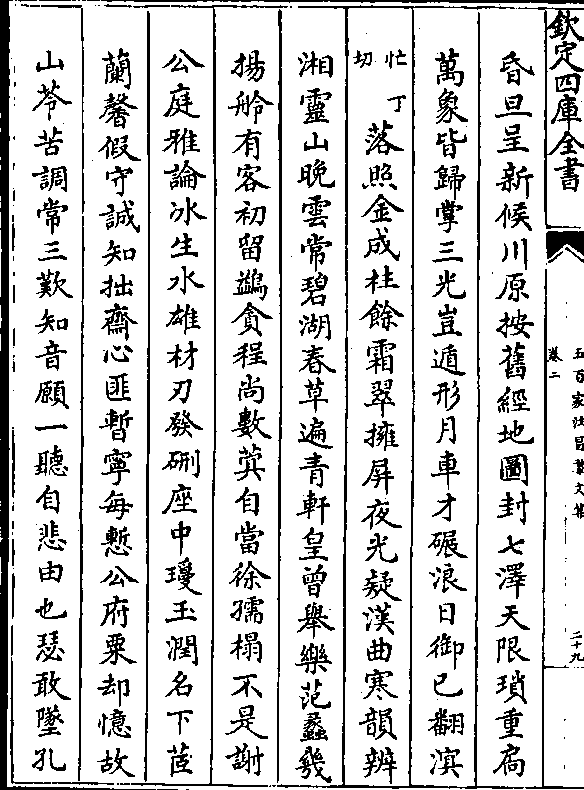 欽定四庫全書
五百家注昌黎文集
卷二
二十九
昏旦呈新候川原按舊經地圖封七澤天限瑣重扃
萬象皆歸掌三光豈遁形月車才碾浪日御已翻溟
忙丁切落照金成柱餘霜翠擁屏夜光疑漢曲寒韻辨
湘靈山晚雲常碧湖春草遍青軒皇曾舉樂范蠡幾
揚舲有客初留鷁貪程尚數蓂自當徐孺榻不是謝
公庭雅論冰生水雄材刃發硎座中瓊玉潤名下茝
蘭馨假守誠知拙齋心匪暫寧每慙公府粟却憶故
山苓苦調常三歎知音願一聽自悲由也瑟敢墜孔